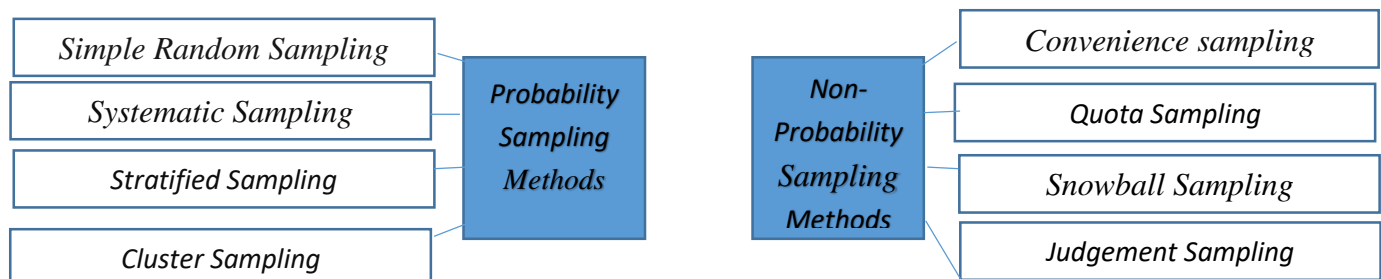 Simple Random Sampling
Systematic Sampling
Stratified Sampling
Cluster Sampling
Probability
Sampling
Methods
Non-
Probability
Sampling
Methods
Convenience sampling
Quota Sampling
Snowball Sampling
Judgement Sampling